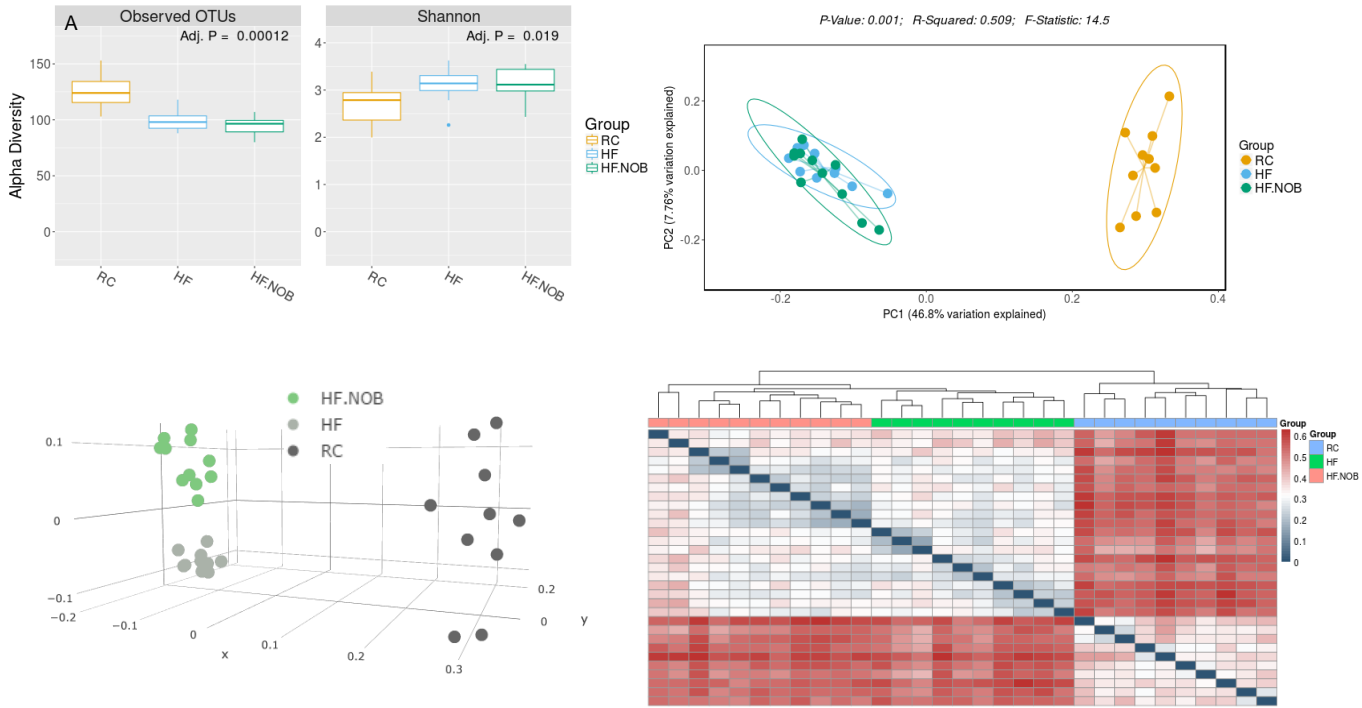 A
Observed OTUs
Shannon
Adj. P = 0.00012
Adj. P = 0.019
Alpha Diversity
150
100
50
0
4
3
2
1
0
RC
HF
HF.NOB
RC
HF
HF.NOB
Group
RC
HF
HF.NOB
P-Value: 0.001; R-Squared: 0.509; F-Statistic: 14.5
PC2 (7.76% variation explained)
0.2
0.0
-0.2
-0.2
0.0
0.2
0.4
PC1 (46.8% variation explained)
Group
RC
HF
HF.NOB
HF.NOB
HF
RC
0.1
0
−0.1
−0.2
−0.1
0
0.1
0.2
0.3
x
0.2
0
y
Group
0.6
0.5
0.4
0.3
0.2
0.1
0
Group
RC
HF
HF.NOB